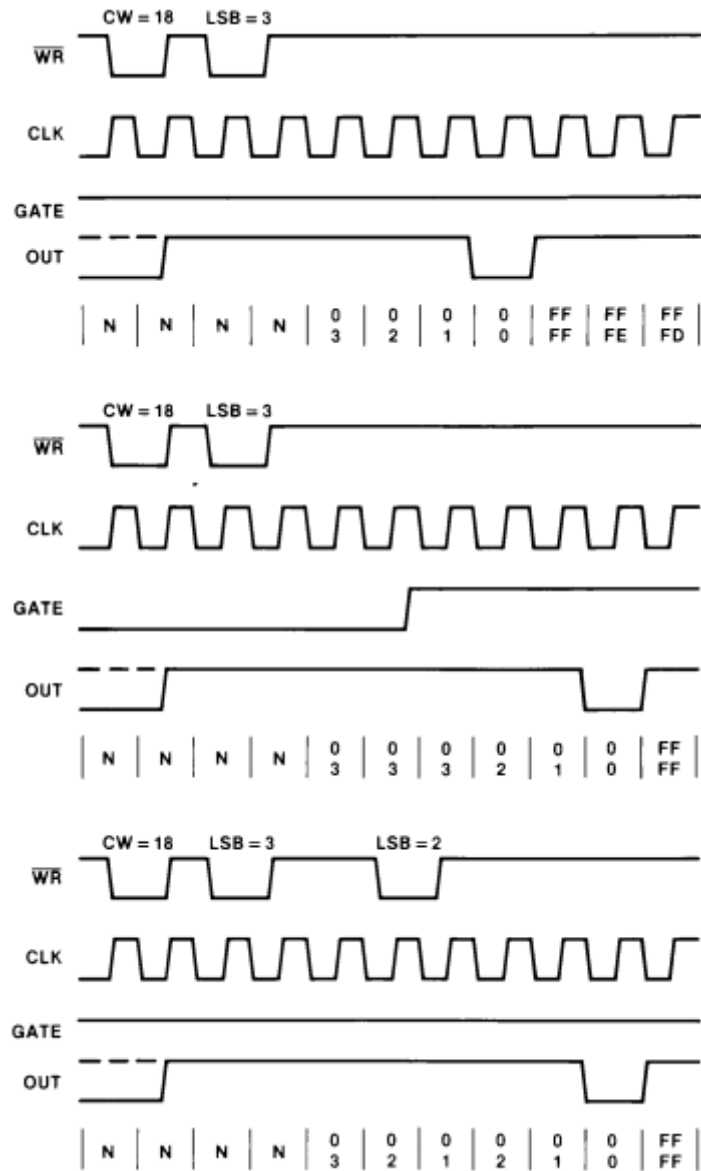 CW = 18 LSB = 3
WR
CLK
GATE
OUT
N N N N 0 0 0 0 FF FF FF
3 2 1 0 FF FE FD
CW = 18 LSB = 3
WR
CLK
GATE
OUT
N N N N 0 0 0 0 0 0 FF
3 3 3 2 1 0 FF
CW = 18 LSB = 3 LSB = 2
WR
CLK
GATE
OUT
N N N N 0 0 0 0 0 0 FF
3 2 1 2 1 0 FF